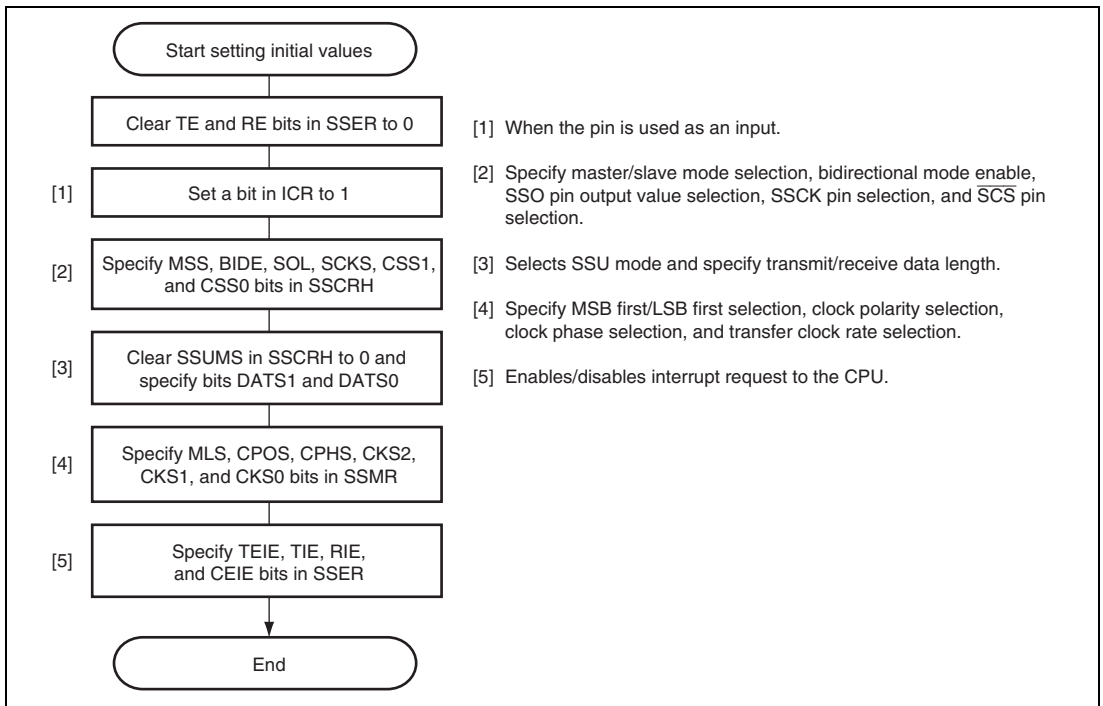 Start setting initial values
Clear TE and RE bits in SSER to 0
[1]
Set a bit in ICR to 1
[2]
Specify MSS, BIDE, SOL, SCKS, CSS1,
and CSS0 bits in SSCRH
[3]
Clear SSUMS in SSCRH to 0 and
specify bits DATS1 and DATS0
[4]
Specify MLS, CPOS, CPHS, CKS2,
CKS1, and CKS0 bits in SSMR
[5]
Specify TEIE, TIE, RIE,
and CEIE bits in SSER
End
[1] When the pin is used as an input.
[2] Specify master/slave mode selection, bidirectional mode enable,
SSO pin output value selection, SSCK pin selection, and SCS pin
selection.
[3] Selects SSU mode and specify transmit/receive data length.
[4] Specify MSB first/LSB first selection, clock polarity selection,
clock phase selection, and transfer clock rate selection.
[5] Enables/disables interrupt request to the CPU.